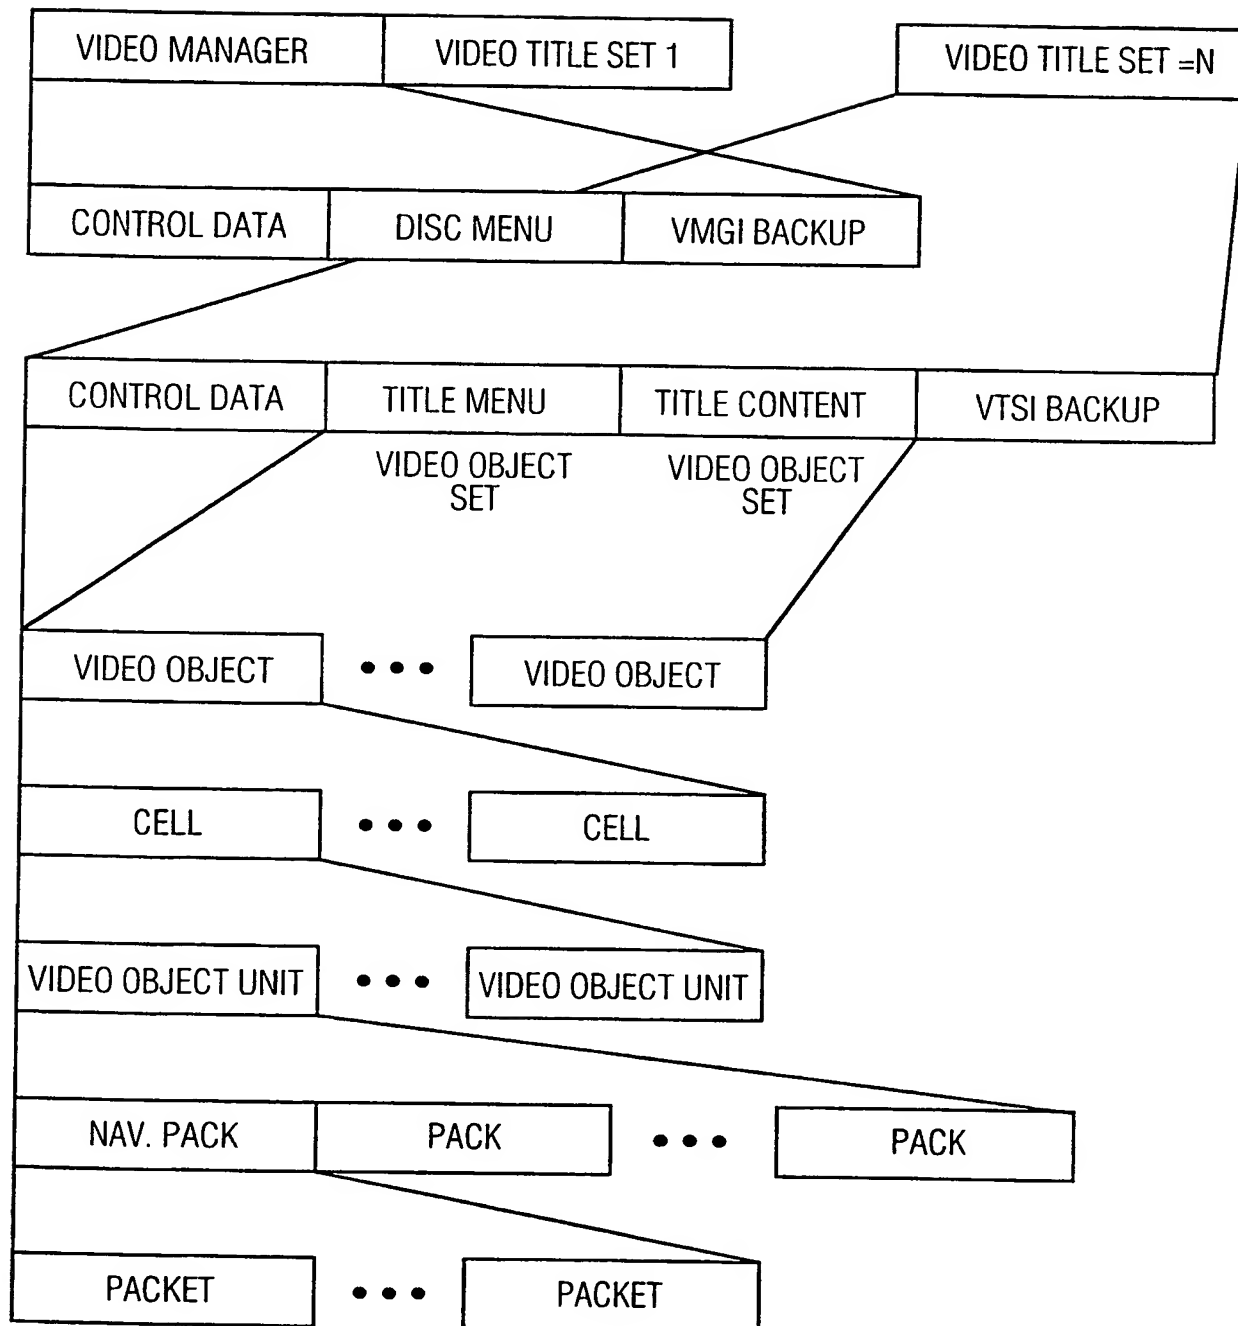 VIDEO MANAGER VIDEO TITLE SET 1 VIDEO TITLE SET =N
CONTROL DATA DISC MENU VMGI BACKUP
CONTROL DATA TITLE MENU TITLE CONTENT VTSI BACKUP
VIDEO OBJECT SET VIDEO OBJECT SET
VIDEO OBJECT ••• VIDEO OBJECT
CELL ••• CELL
VIDEO OBJECT UNIT ••• VIDEO OBJECT UNIT
NAV. PACK PACK ••• PACK
PACKET ••• PACKET